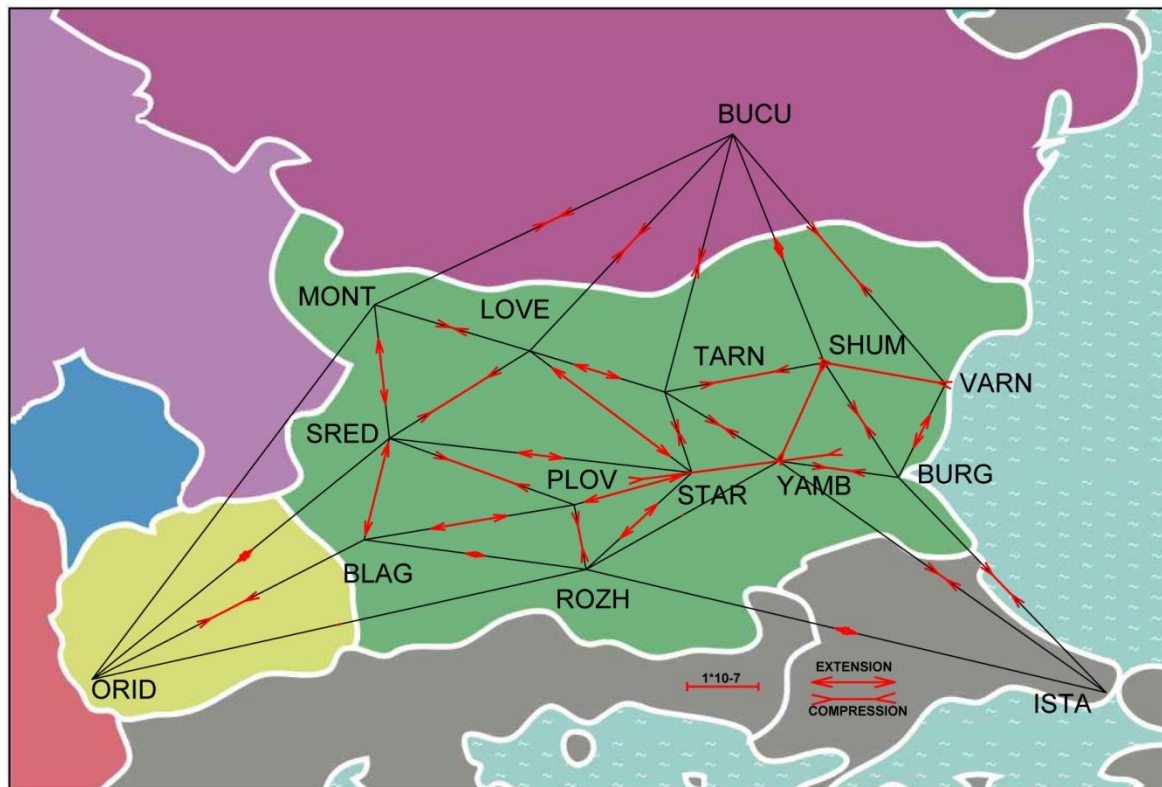 BUCU
MONT
LOVE
TARN
SHUM
VARN
SRED
PLOV
STAR
YAMB
BURG
BLAG
ROZH
ORID
1*10-7
EXTENSION
COMPRESSION
ISTA